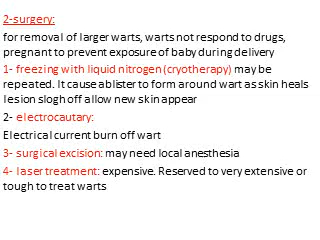 2-surgery:
for removal of larger warts, warts not respond to drugs,
pregnant to prevent exposure of baby during delivery
1- freezing with liquid nitrogen (cryotherapy) may be
repeated. It cause ablister to form around wart as skin heals
lesion slogh off allow new skin appear
2- electrocautary:
Electrical current burn off wart
3- surgical excision: may need local anesthesia
4- laser treatment: expensive. Reserved to very extensive or
tough to treat warts